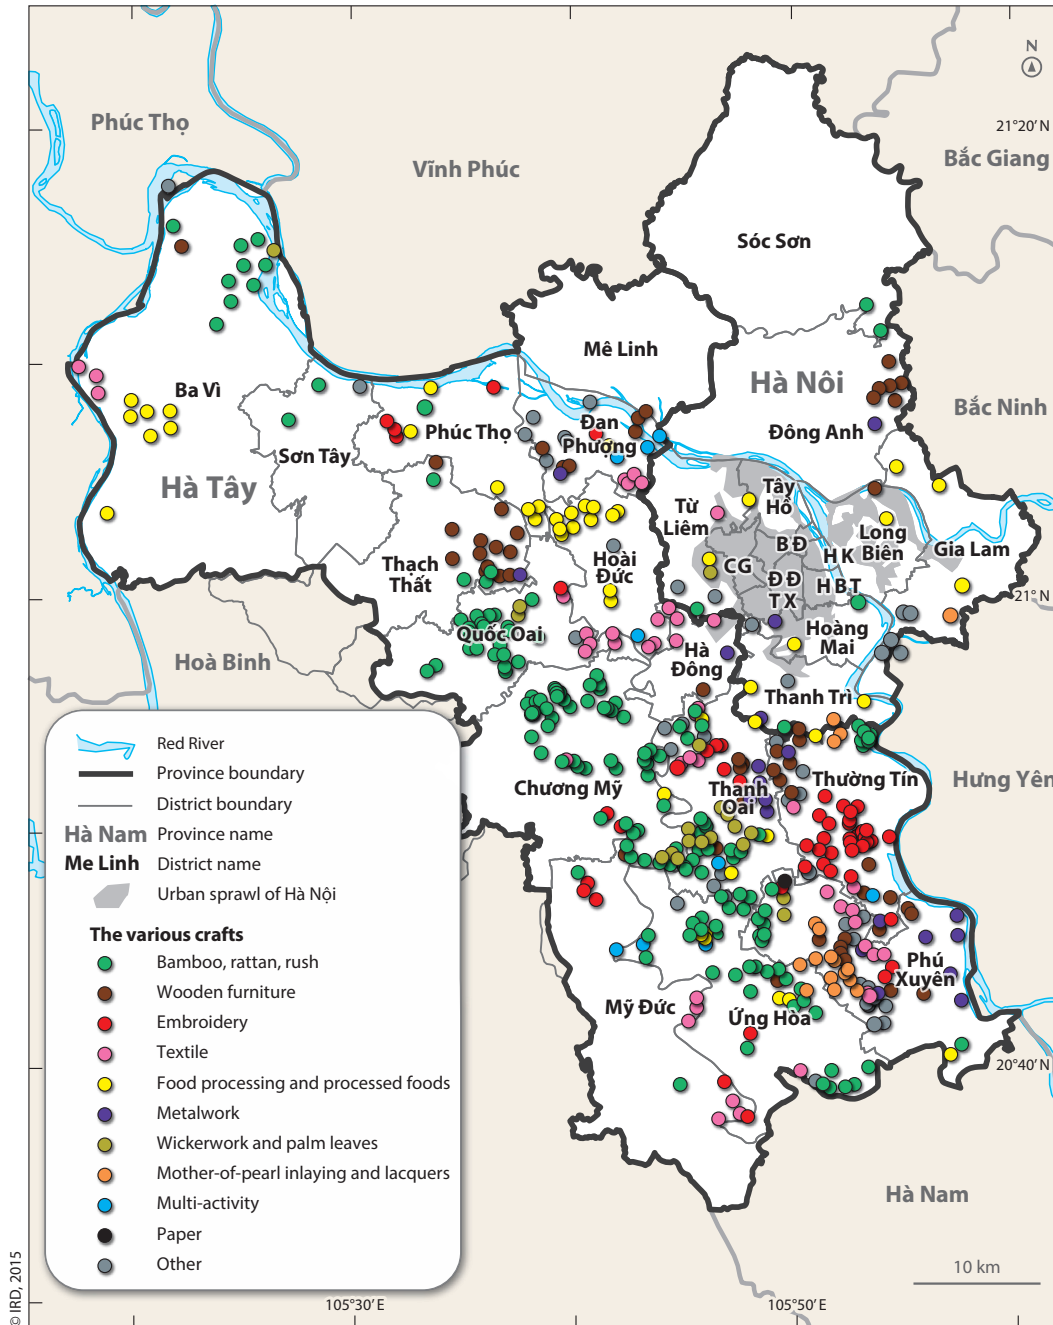 N
21°20' N
Phúc Thọ
Vĩnh Phúc
Bắc Giang
Sóc Sơn
Mê Linh
Hà Nôi
Ba Vì
Bắc Ninh
Đan
Phượng
Đông Anh
Phúc Thọ
Sơn Tây
Hà Tây
Tây
Hồ
Từ
Liêm
Long
Biên
BĐ
HK
Gia Lam
Hoài
Đức
Thạch
Thất
CG
ĐĐ
HBT
TX
21° N
Quốc Oai
Hoàng
Mai
Hà
Đông
Hoà Binh
Thanh Trì
Chương Mỹ
Thanh
Oai
Thường Tín
Hưng Yên
Phú
Xuyên
Mỹ Đức
Ứng Hòa
20°40' N
Hà Nam
Red River
Province boundary
District boundary
Hà Nam Province name
Me Linh District name
Urban sprawl of Hà Nội
The various crafts
Bamboo, rattan, rush
Wooden furniture
Embroidery
Textile
Food processing and processed foods
Metalwork
Wickerwork and palm leaves
Mother-of-pearl inlaying and lacquers
Multi-activity
Paper
Other
10 km
105°30' E
105°50' E
© IRD, 2015